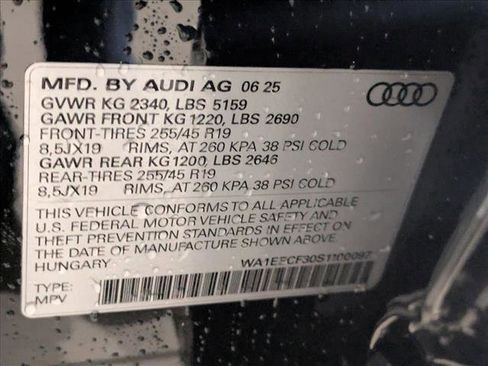 MFD. BY AUDI AG 06 25
GVWR KG 2340, LBS 5159
GAWR FRONT KG 1220, LBS 2690
FRONT-TIRES 255/45 R19
8,5JX19 RIMS, AT 260 KPA 38 PSI COLD
GAWR REAR KG 1200, LBS 2646
REAR-TIRES 255/45 R19
8,5JX19 RIMS, AT 260 KPA 38 PSI COLD
THIS VEHICLE CONFORMS TO ALL APPLICABLE
U.S. FEDERAL MOTOR VEHICLE SAFETY AND
THEFT PREVENTION STANDARDS IN EFFECT ON
THE DATE OF MANUFACTURE SHOWN ABOVE.
HUNGARY WA1EECF30S1100097
TYPE:
MPV